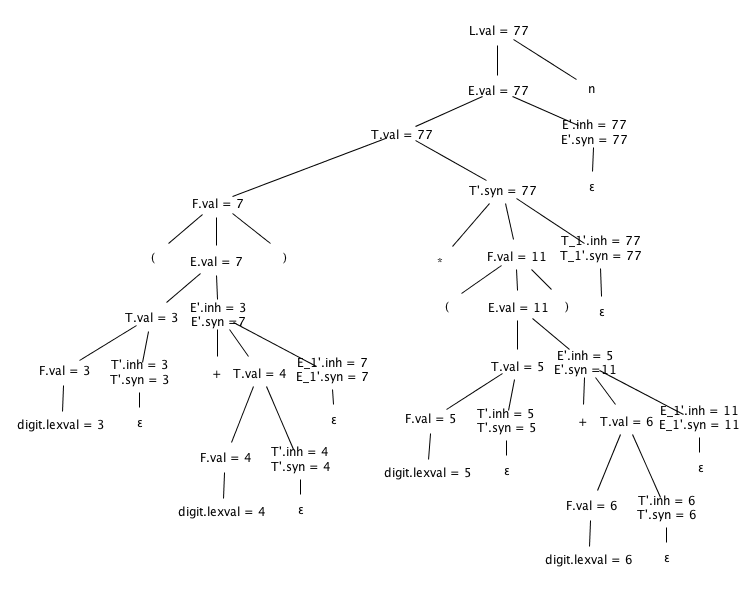 L.val = 77
E.val = 77
n
E'.inh = 77
E'.syn = 77
T.val = 77
ε
T'.syn = 77
F.val = 7
T_1'.inh = 77
T_1'.syn = 77
(
E.val = 7
)
*
F.val = 11
ε
T.val = 3
E'.inh = 3
E'.syn =7
(
E.val = 11
)
F.val = 3
T'.inh = 3
T'.syn = 3
+
T.val = 4
E_1'.inh = 7
E_1'.syn = 7
T.val = 5
E'.inh = 5
E'.syn =11
digit.lexval = 3
ε
ε
F.val = 5
T'.inh = 5
T'.syn = 5
+
T.val = 6
E_1'.inh = 11
E_1'.syn = 11
F.val = 4
T'.inh = 4
T'.syn = 4
digit.lexval = 5
ε
ε
digit.lexval = 4
ε
F.val = 6
T'.inh = 6
T'.syn = 6
digit.lexval = 6
ε